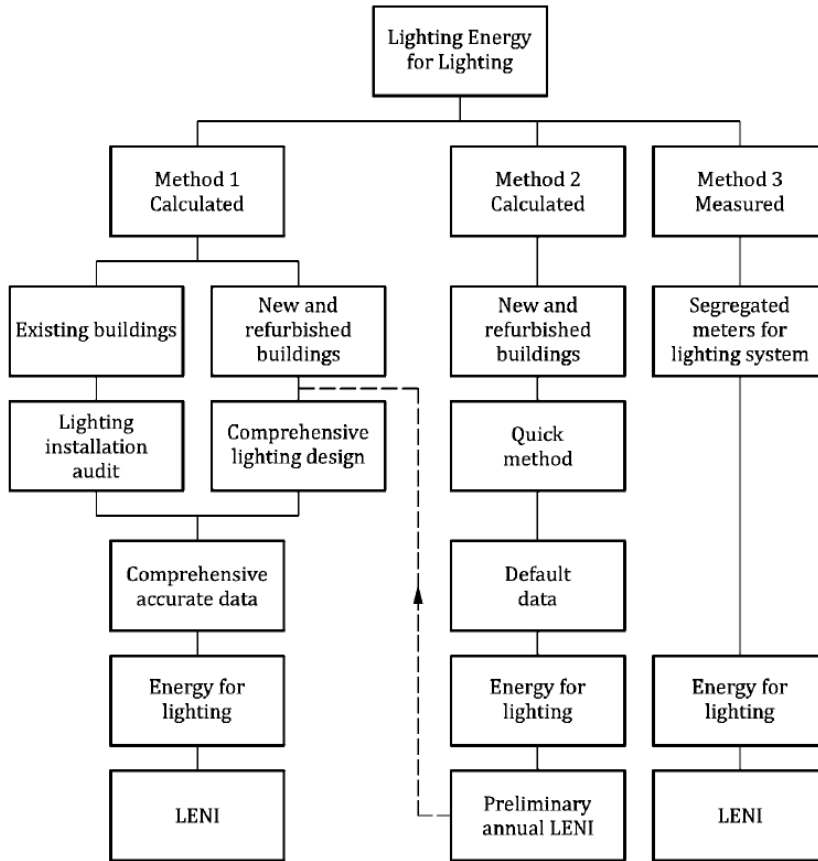 Lighting Energy
for Lighting
Method 1
Calculated
Method 2
Calculated
Method 3
Measured
Existing buildings
New and
refurbished
buildings
New and
refurbished
buildings
Segregated
meters for
lighting system
Lighting
installation
audit
Comprehensive
lighting design
Quick
method
Comprehensive
accurate data
Default
data
Energy for
lighting
Energy for
lighting
Energy for
lighting
LENI
Preliminary
annual LENI
LENI